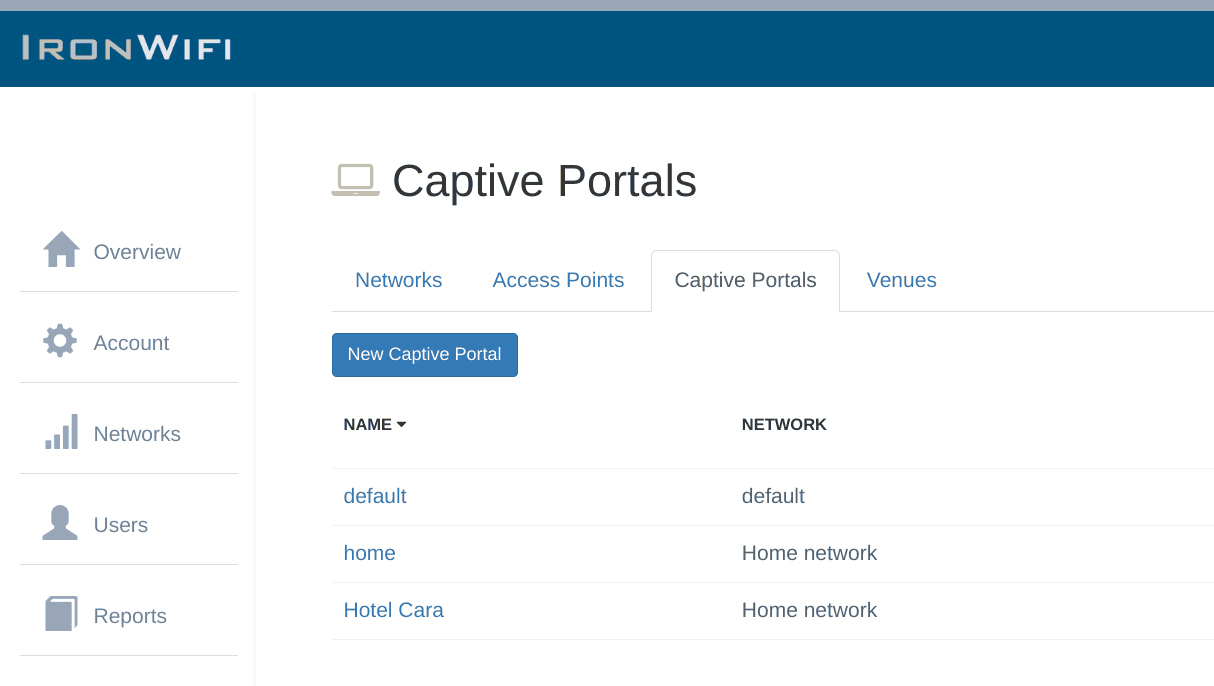 IRONWIFI
Captive Portals
Overview
Account
Networks
Users
Reports
Networks Access Points Captive Portals Venues
New Captive Portal
NAME NETWORK
default default
home Home network
Hotel Cara Home network